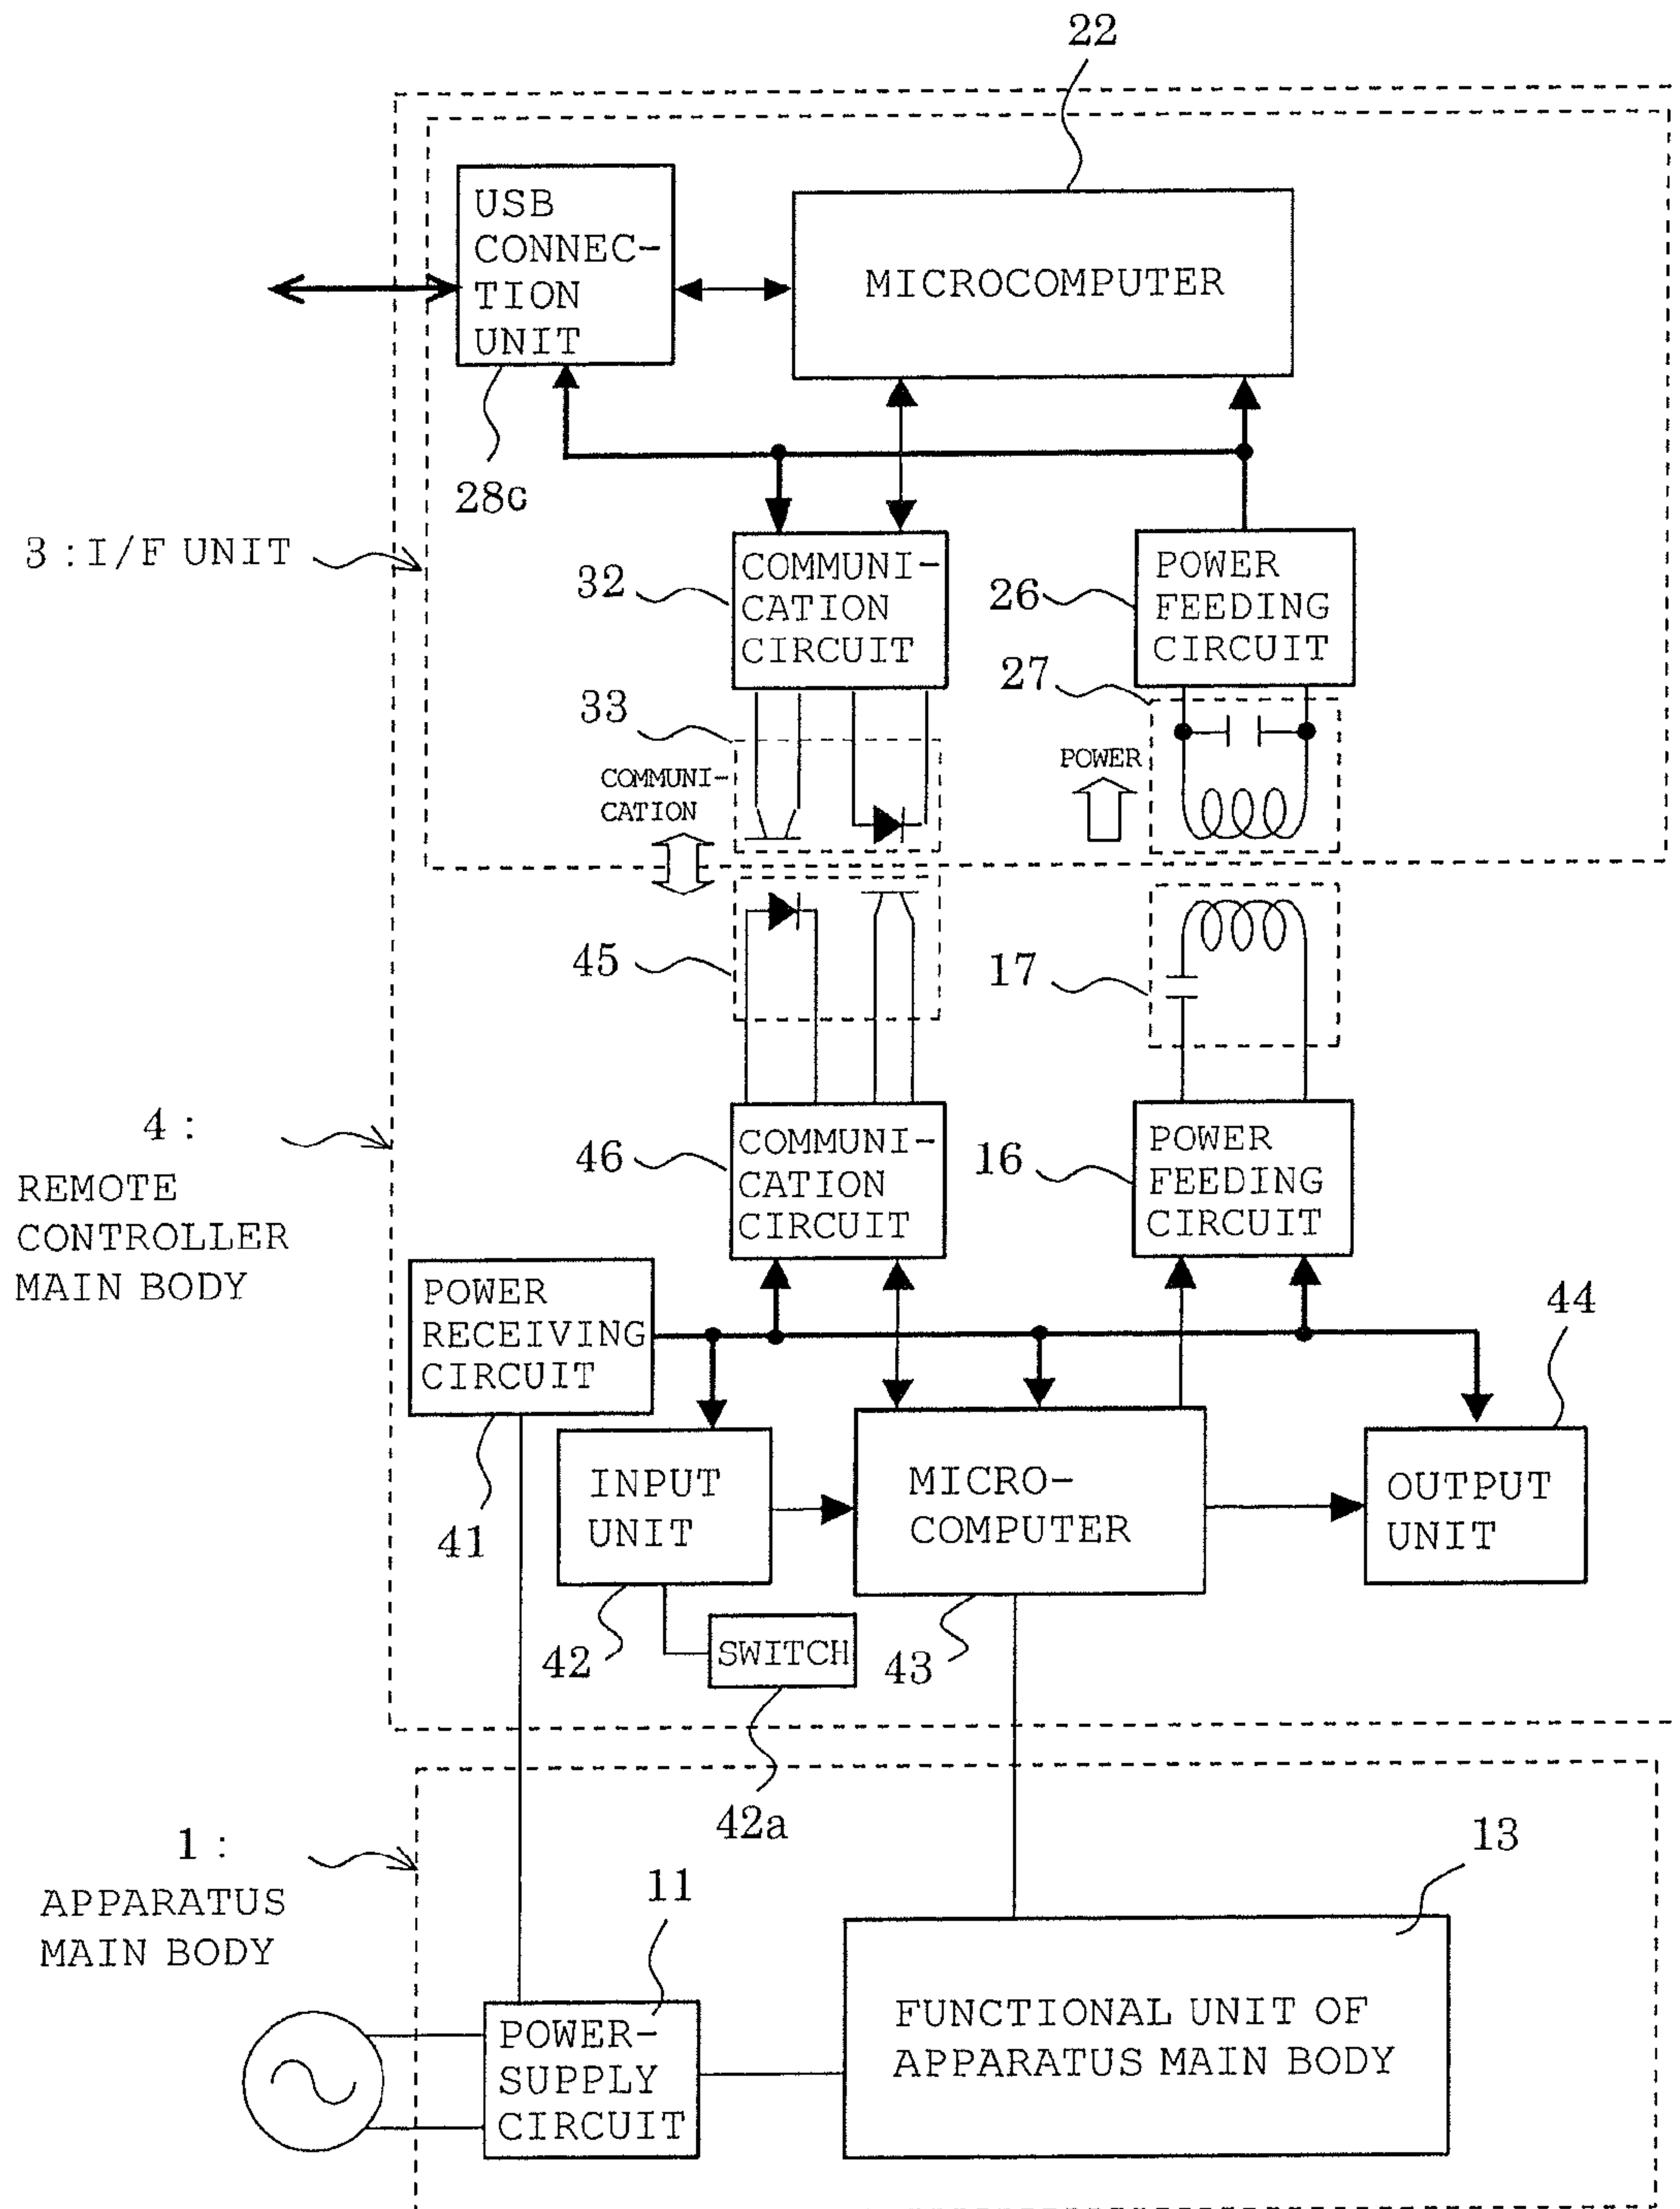 22
USB
CONNEC-
TION
UNIT
MICROCOMPUTER
28G
3 : I/F UNIT
32
COMMUNI-
CATION
CIRCUIT
26
POWER
FEEDING
CIRCUIT
27
33
COMMUNI-
CATION
POWER
45
17
4 :
REMOTE
CONTROLLER
MAIN BODY
46
COMMUNI-
CATION
CIRCUIT
16
POWER
FEEDING
CIRCUIT
POWER
RECEIVING
CIRCUIT
44
41
INPUT
UNIT
MICRO-
COMPUTER
OUTPUT
UNIT
42
SWITCH
43
42a
1 :
APPARATUS
MAIN BODY
11
13
POWER-
SUPPLY
CIRCUIT
FUNCTIONAL UNIT OF
APPARATUS MAIN BODY